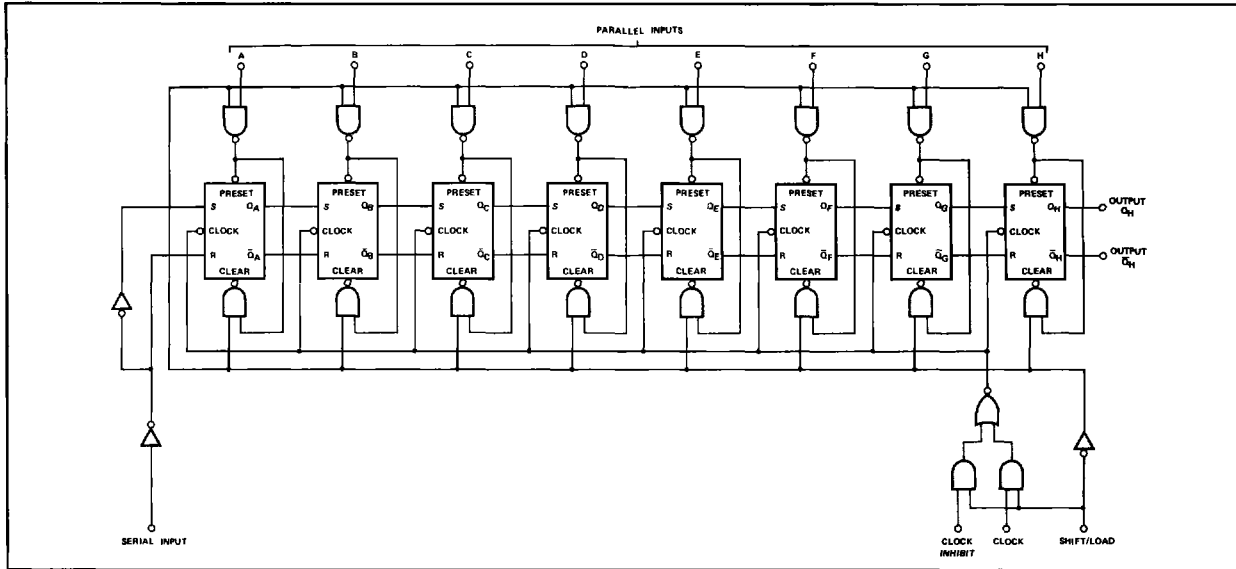 PARALLEL INPUTS
A B C D E F G H
PRESET PRESET PRESET PRESET PRESET PRESET PRESET PRESET
S QA S QB S QC S QD S QE S QF S QG S QH OUTPUT QH
CLOCK CLOCK CLOCK CLOCK CLOCK CLOCK CLOCK CLOCK
R Q̄A R Q̄B R Q̄C R Q̄D R Q̄E R Q̄F R Q̄G R Q̄H OUTPUT Q̄H
CLEAR CLEAR CLEAR CLEAR CLEAR CLEAR CLEAR CLEAR
SERIAL INPUT
CLOCK INHIBIT
CLOCK
SHIFT/LOAD